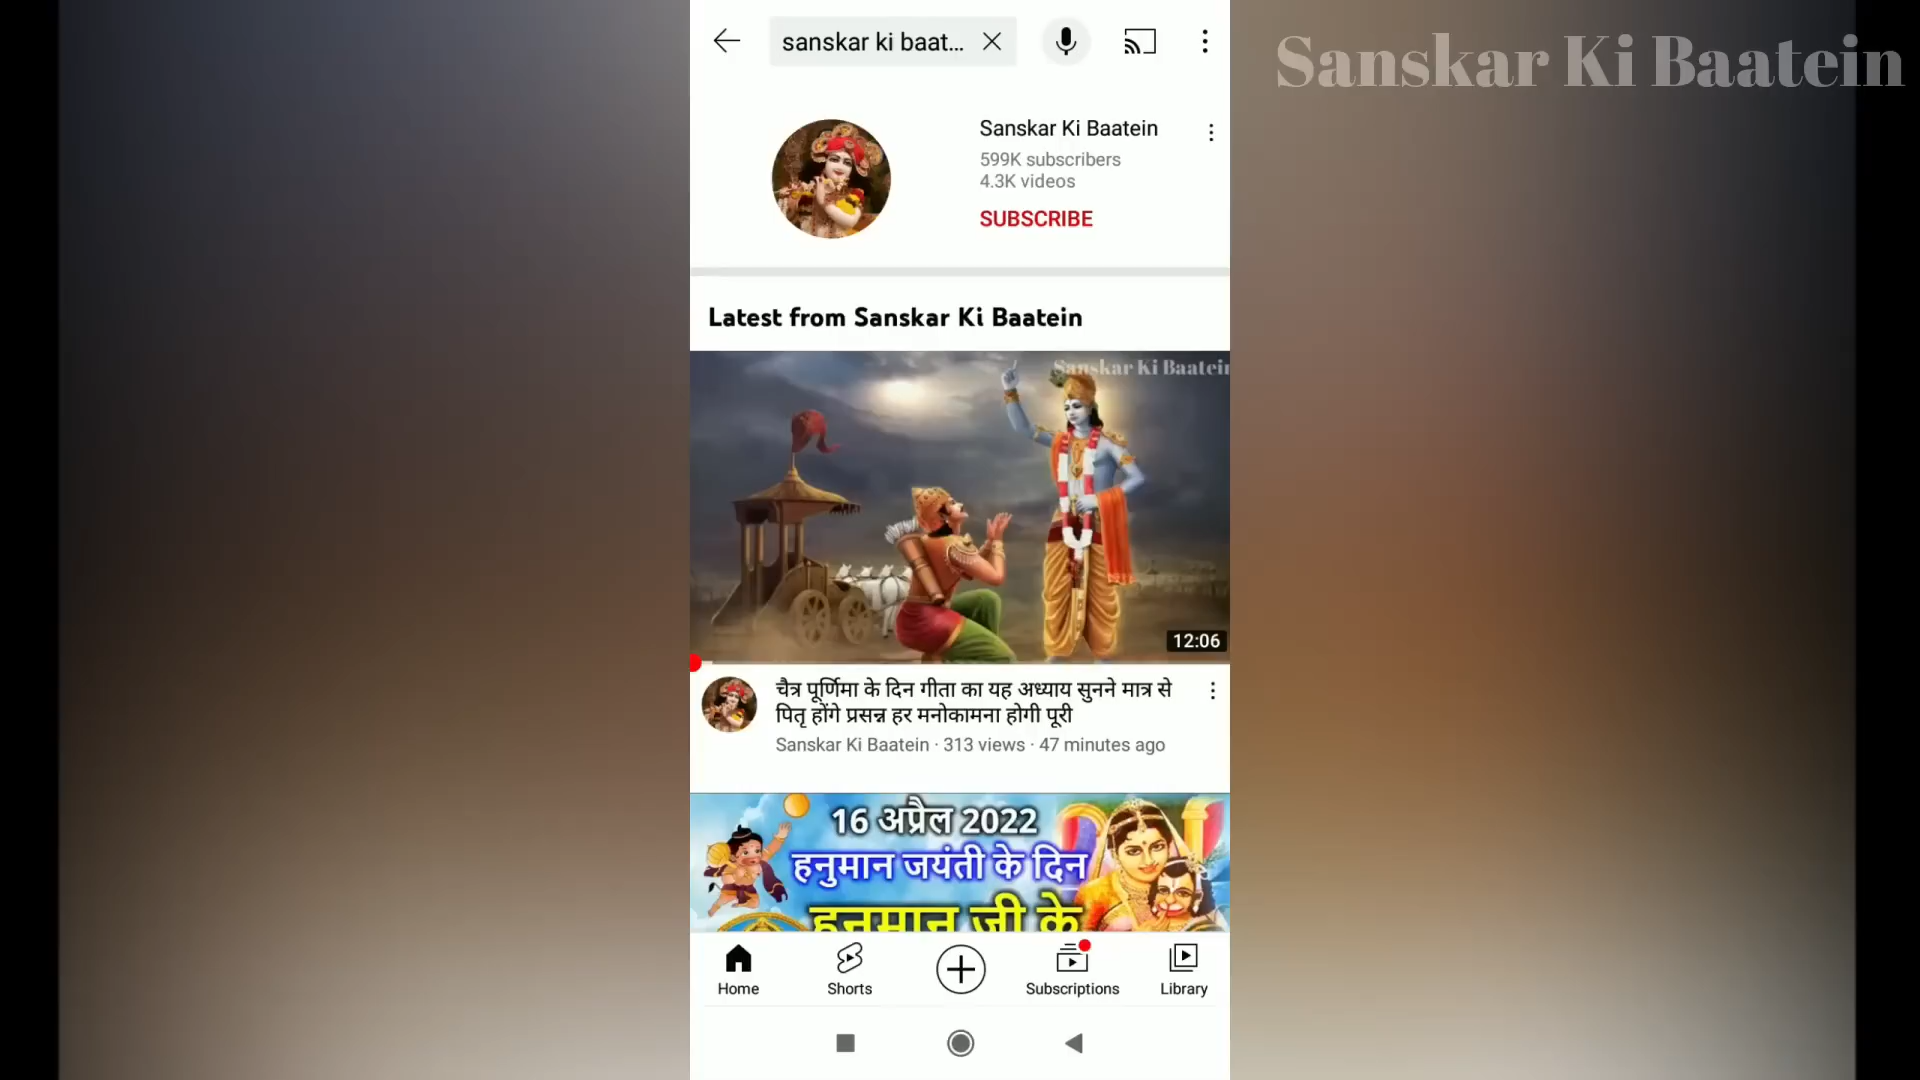 Sanskar Ki Baatein
sanskar ki baat...
Sanskar Ki Baatein
599K subscribers
4.3K videos
SUBSCRIBE
Latest from Sanskar Ki Baatein
Sanskar Ki Baatein
12:06
चैत्र पूर्णिमा के दिन गीता का यह अध्याय सुनने मात्र से
पितृ होंगे प्रसन्न हर मनोकामना होगी पूरी
Sanskar Ki Baatein · 313 views · 47 minutes ago
16 अप्रैल 2022
हनुमान जयंती के दिन
हनुमान जी के
Home
Shorts
Subscriptions
Library